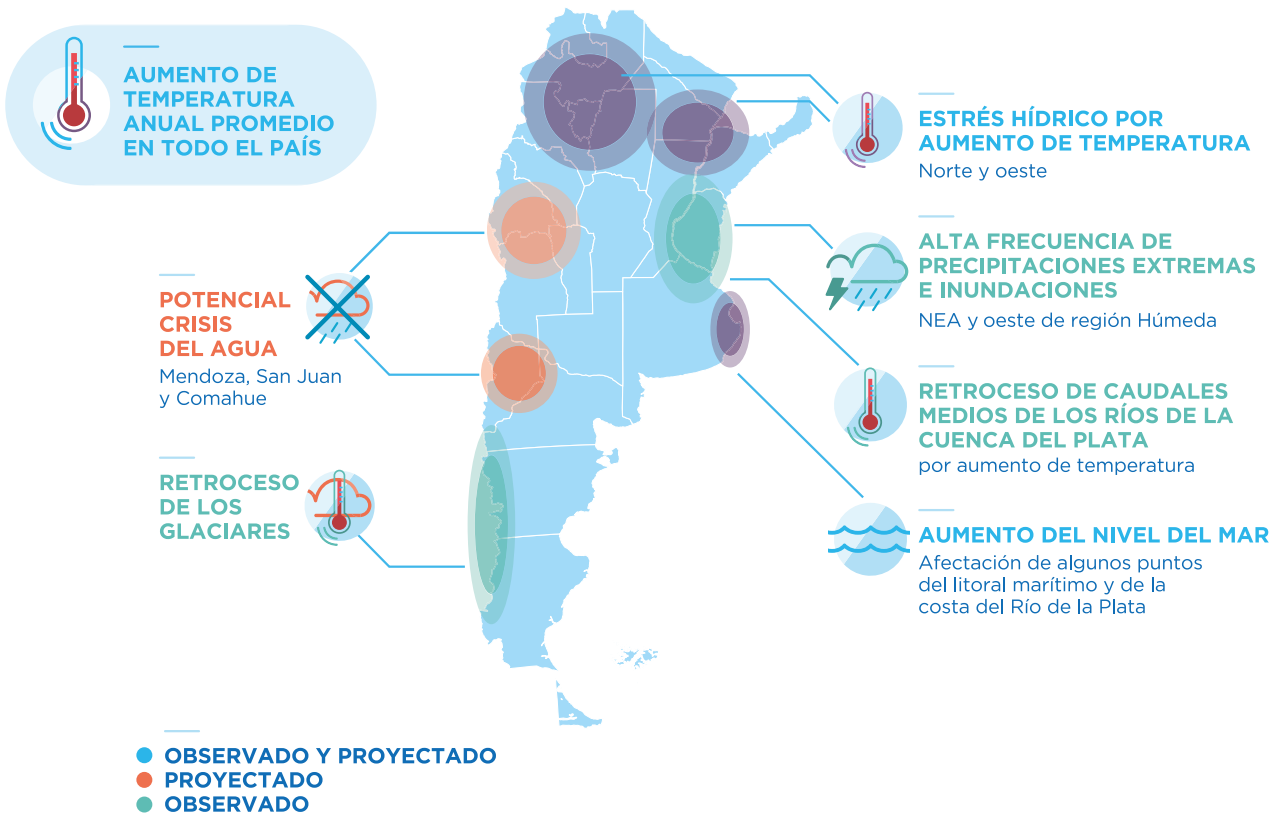 AUMENTO DE
TEMPERATURA
ANUAL PROMEDIO
EN TODO EL PAÍS
POTENCIAL
CRISIS
DEL AGUA
Mendoza, San Juan
y Comahue
RETROCESO
DE LOS
GLACIARES
ESTRÉS HÍDRICO POR
AUMENTO DE TEMPERATURA
Norte y oeste
ALTA FRECUENCIA DE
PRECIPITACIONES EXTREMAS
E INUNDACIONES
NEA y oeste de región Húmeda
RETROCESO DE CAUDALES
MEDIOS DE LOS RÍOS DE LA
CUENCA DEL PLATA
por aumento de temperatura
AUMENTO DEL NIVEL DEL MAR
Afectación de algunos puntos
del litoral marítimo y de la
costa del Río de la Plata
OBSERVADO Y PROYECTADO
PROYECTADO
OBSERVADO